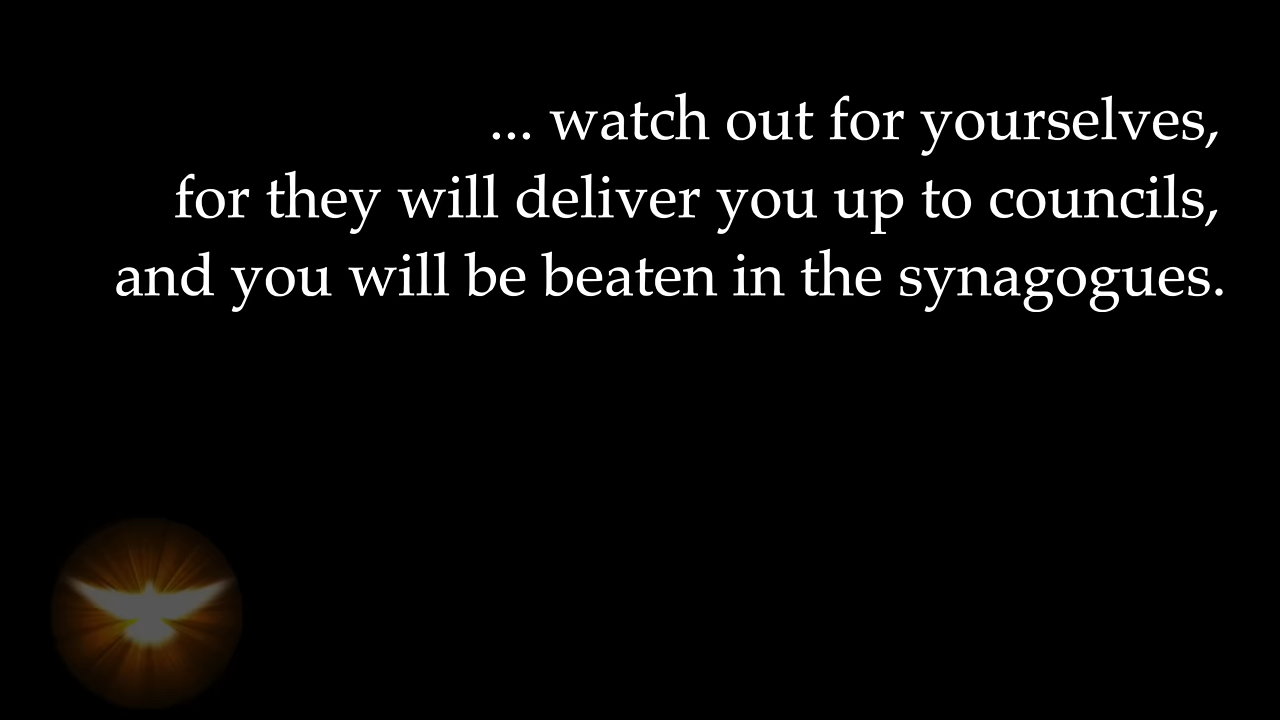 ... watch out for yourselves,
for they will deliver you up to councils,
and you will be beaten in the synagogues.